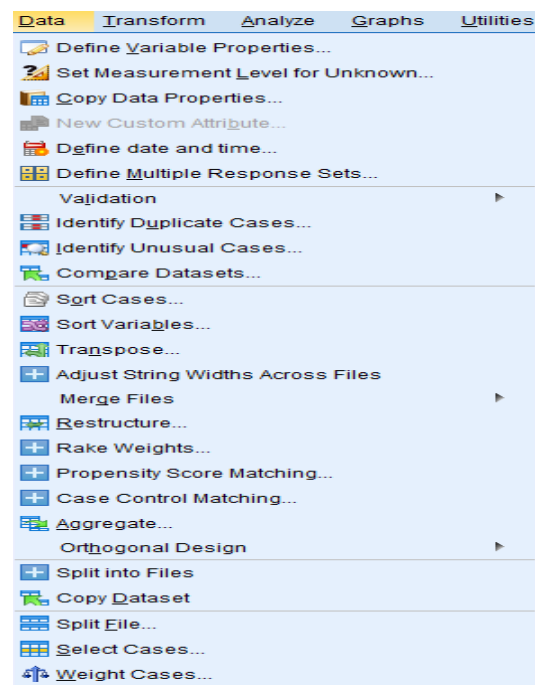 Data Transform Analyze Graphs Utilities
Define Variable Properties...
Set Measurement Level for Unknown...
Copy Data Properties...
New Custom Attribute...
Define date and time...
Define Multiple Response Sets...
Validation
Identify Duplicate Cases...
Identify Unusual Cases...
Compare Datasets...
Sort Cases...
Sort Variables...
Transpose...
Adjust String Widths Across Files
Merge Files
Restructure...
Rake Weights...
Propensity Score Matching...
Case Control Matching...
Aggregate...
Orthogonal Design
Split into Files
Copy Dataset
Split File...
Select Cases...
Weight Cases...